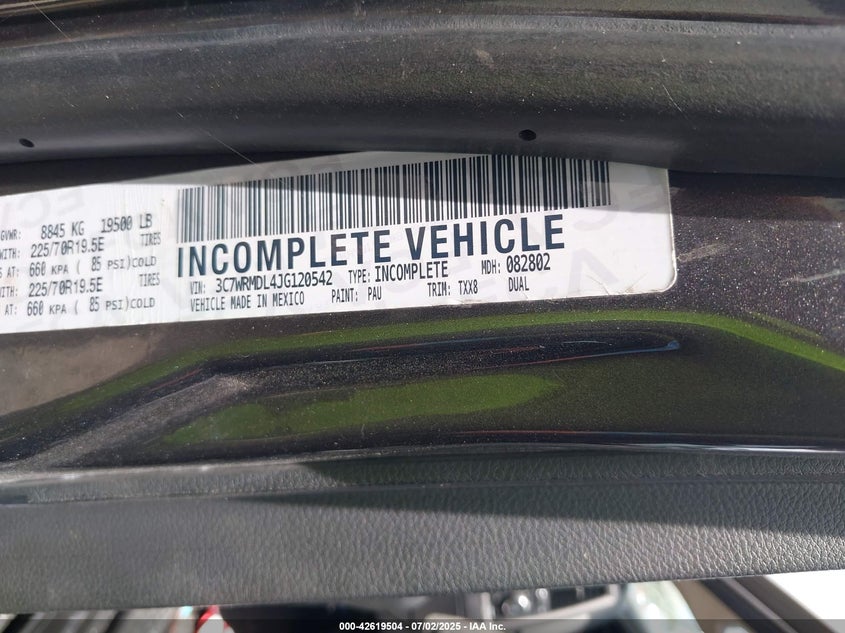 GVWR: 8845 KG 19500 LB
WITH: 225/70R19.5E TIRES
AT: 660 KPA ( 85 PSI)COLD
WITH: 225/70R19.5E TIRES
AT: 660 KPA ( 85 PSI)COLD
INCOMPLETE VEHICLE
VIN: 3C7WRMDL4JG120542 TYPE: INCOMPLETE MDH: 082802
VEHICLE MADE IN MEXICO PAINT: PAU TRIM: TXX8 DUAL
000-42619504 - 07/02/2025 - IAA Inc.